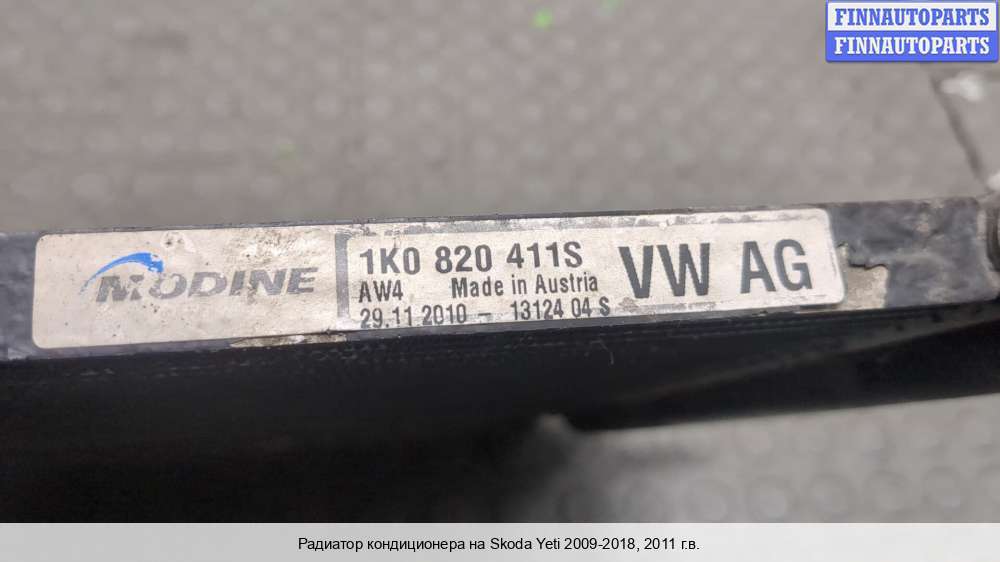 FINNAUTOPARTS
FINNAUTOPARTS
MODINE
1K0 820 411S
AW4 Made in Austria
29.11 2010 - 13124 04 S
VW AG
Радиатор кондиционера на Skoda Yeti 2009-2018, 2011 г.в.